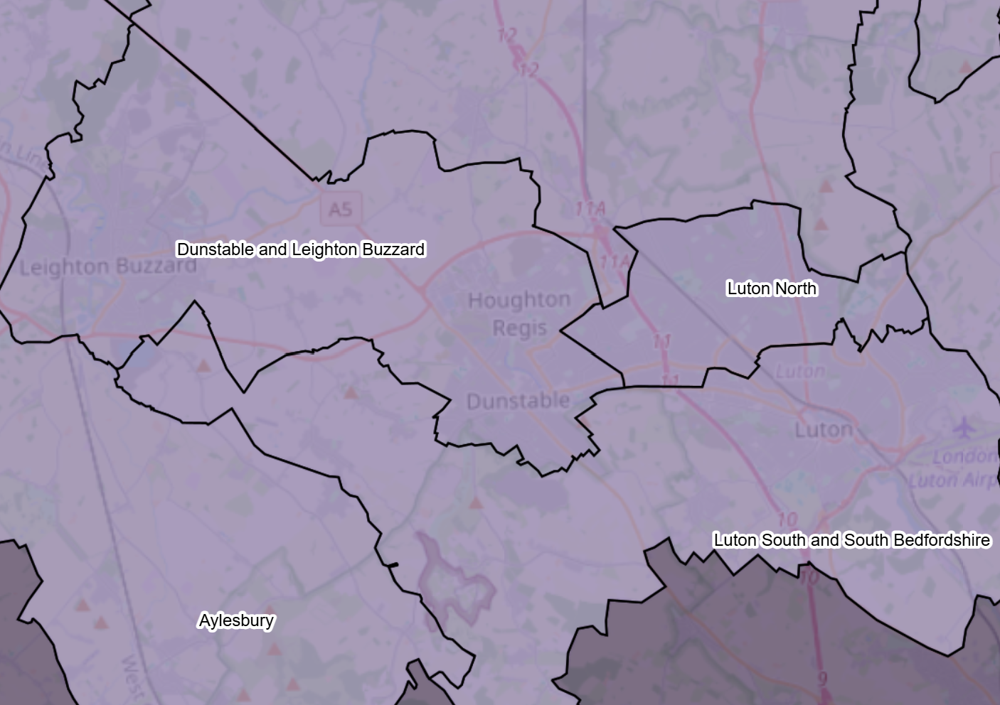 12
12
n Line
11A
A5
Dunstable and Leighton Buzzard
11A
Leighton Buzzard
Luton North
Houghton
Regis
11
Luton
11
Dunstable
Luton
London
Luton Airp
10
Luton South and South Bedfordshire
10
Aylesbury
West
9